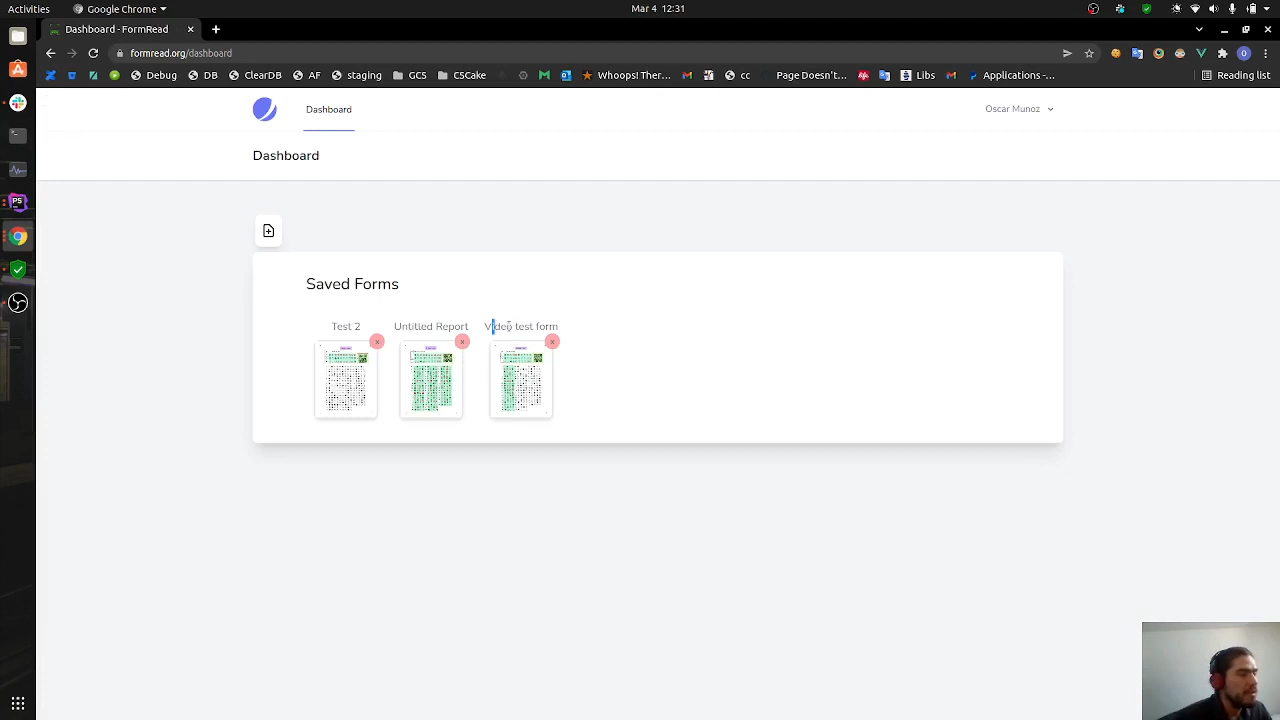 Activities
Google Chrome
Mar 4 12:31
Dashboard - FormRead
formread.org/dashboard
Debug
DB
ClearDB
AF
staging
GCS
CSCake
Whoops! Ther...
cc
Page Doesn't...
Libs
Applications -...
Reading list
Dashboard
Oscar Munoz
Dashboard
Saved Forms
Test 2
Untitled Report
Video test form